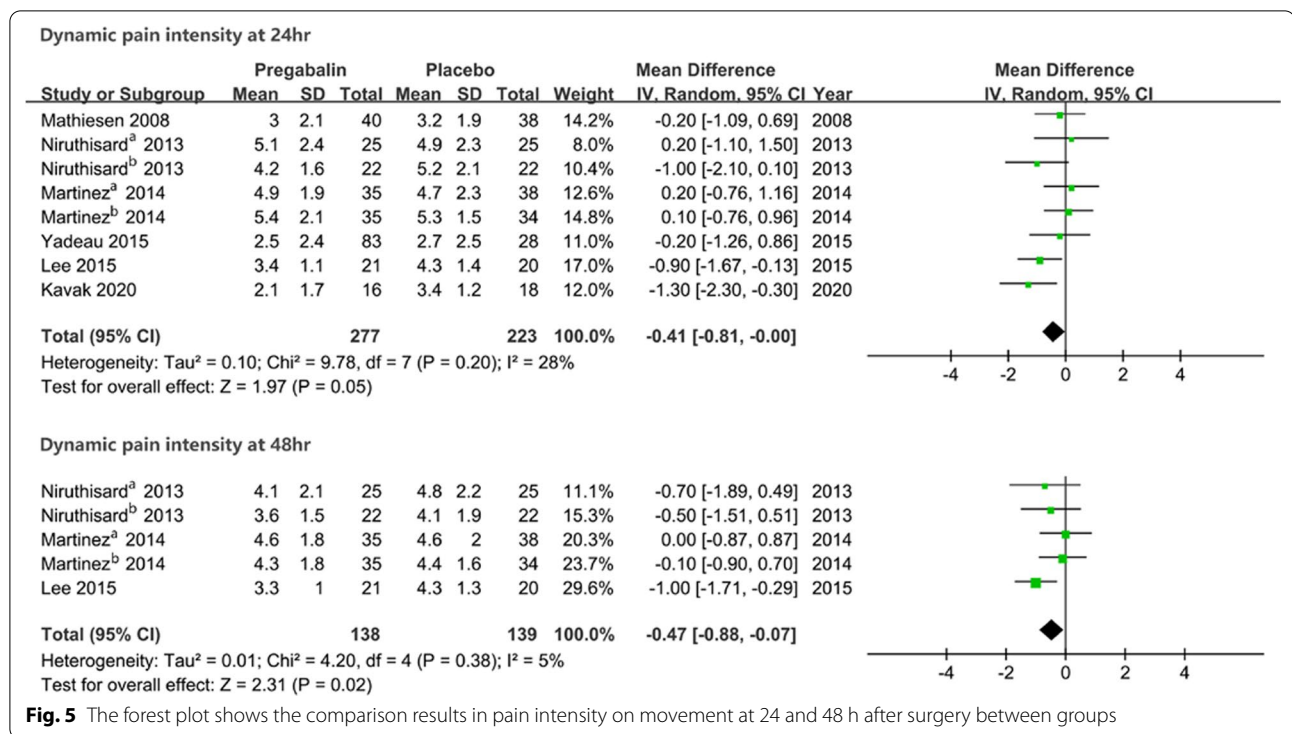 Dynamic pain intensity at 24hr
Pregabalin Placebo Mean Difference Mean Difference
Study or Subgroup Mean SD Total Mean SD Total Weight IV, Random, 95% CI Year IV, Random, 95% CI
Mathiesen 2008 3 2.1 40 3.2 1.9 38 14.2% -0.20 [-1.09, 0.69] 2008
Niruthisardᵃ 2013 5.1 2.4 25 4.9 2.3 25 8.0% 0.20 [-1.10, 1.50] 2013
Niruthisardᵇ 2013 4.2 1.6 22 5.2 2.1 22 10.4% -1.00 [-2.10, 0.10] 2013
Martinezᵃ 2014 4.9 1.9 35 4.7 2.3 38 12.6% 0.20 [-0.76, 1.16] 2014
Martinezᵇ 2014 5.4 2.1 35 5.3 1.5 34 14.8% 0.10 [-0.76, 0.96] 2014
Yadeau 2015 2.5 2.4 83 2.7 2.5 28 11.0% -0.20 [-1.26, 0.86] 2015
Lee 2015 3.4 1.1 21 4.3 1.4 20 17.0% -0.90 [-1.67, -0.13] 2015
Kavak 2020 2.1 1.7 16 3.4 1.2 18 12.0% -1.30 [-2.30, -0.30] 2020
Total (95% CI) 277 223 100.0% -0.41 [-0.81, -0.00]
Heterogeneity: Tau² = 0.10; Chi² = 9.78, df = 7 (P = 0.20); I² = 28%
Test for overall effect: Z = 1.97 (P = 0.05)
-4 -2 0 2 4
Dynamic pain intensity at 48hr
Niruthisardᵃ 2013 4.1 2.1 25 4.8 2.2 25 11.1% -0.70 [-1.89, 0.49] 2013
Niruthisardᵇ 2013 3.6 1.5 22 4.1 1.9 22 15.3% -0.50 [-1.51, 0.51] 2013
Martinezᵃ 2014 4.6 1.8 35 4.6 2 38 20.3% 0.00 [-0.87, 0.87] 2014
Martinezᵇ 2014 4.3 1.8 35 4.4 1.6 34 23.7% -0.10 [-0.90, 0.70] 2014
Lee 2015 3.3 1 21 4.3 1.3 20 29.6% -1.00 [-1.71, -0.29] 2015
Total (95% CI) 138 139 100.0% -0.47 [-0.88, -0.07]
Heterogeneity: Tau² = 0.01; Chi² = 4.20, df = 4 (P = 0.38); I² = 5%
Test for overall effect: Z = 2.31 (P = 0.02)
-4 -2 0 2 4
Fig. 5 The forest plot shows the comparison results in pain intensity on movement at 24 and 48 h after surgery between groups